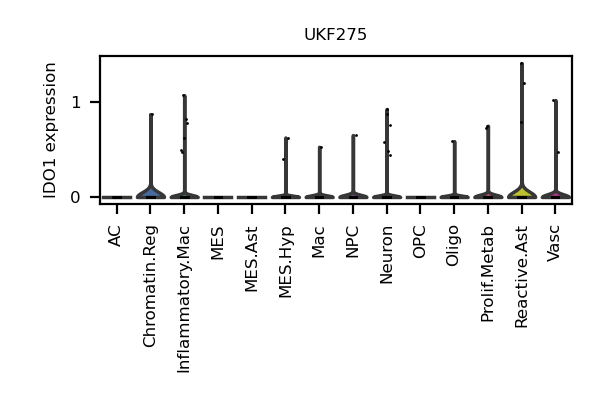 UKF275
IDO1 expression
1
0
AC
Chromatin.Reg
Inflammatory.Mac
MES
MES.Ast
MES.Hyp
Mac
NPC
Neuron
OPC
Oligo
Prolif.Metab
Reactive.Ast
Vasc